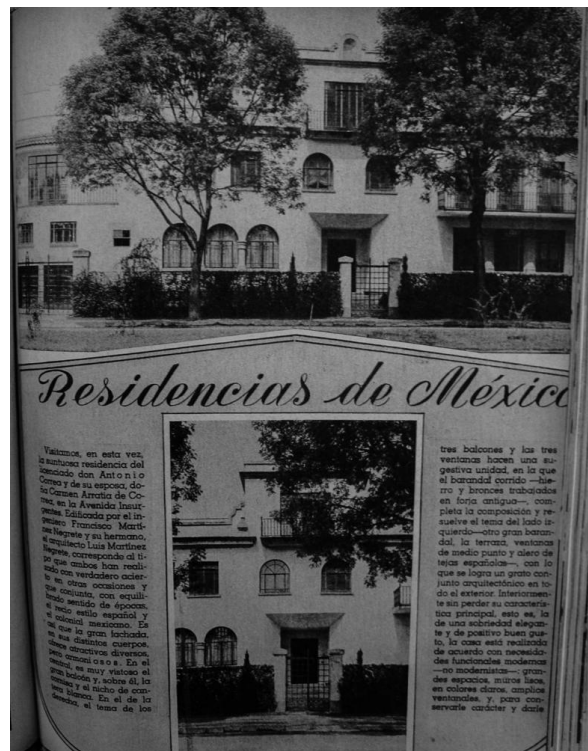 Residencias de México
Visitamos, en esta vez,
la suntuosa residencia del
licenciado don Antonio
Correa y de su esposa, do-
ña Carmen Arratia de Co-
rrea, en la Avenida Insur-
gentes. Edificada por el in-
geniero Francisco Martí-
nez Negrete y su hermano,
el arquitecto Luis Martínez
Negrete, corresponde al ti-
po que ambos han reali-
zado con verdadero acier-
to en otras ocasiones y
que conjunta, con equili-
brado sentido de épocas,
el recio estilo español y
el colonial mexicano. Es
así que la gran fachada,
en sus distintos cuerpos,
ofrece atractivos diversos,
pero armoniosos. En el
central, es muy vistoso el
gran balcón y, sobre él, la
cornisa y el nicho de can-
tera blanca. En el de la
derecha, el tema de los
tres balcones y las tres
ventanas hacen una su-
gestiva unidad, en la que
el barandal corrido —hie-
rro y bronces trabajados
en forja antigua—, com-
pleta la composición y re-
suelve el tema del lado iz-
quierdo—otro gran baran-
dal, la terraza, ventanas
de medio punto y alero de
tejas españolas—, con lo
que se logra un grato con-
junto arquitectónico en to-
do el exterior. Interiormen-
te sin perder su caracterís-
tica principal, esto es, la
de una sobriedad elegan-
te y de positivo buen gus-
to, la casa está realizada
de acuerdo con necesida-
des funcionales modernas
—no modernistas—; gran-
des espacios, muros lisos,
en colores claros, amplios
ventanales, y, para con-
servarle carácter y darle